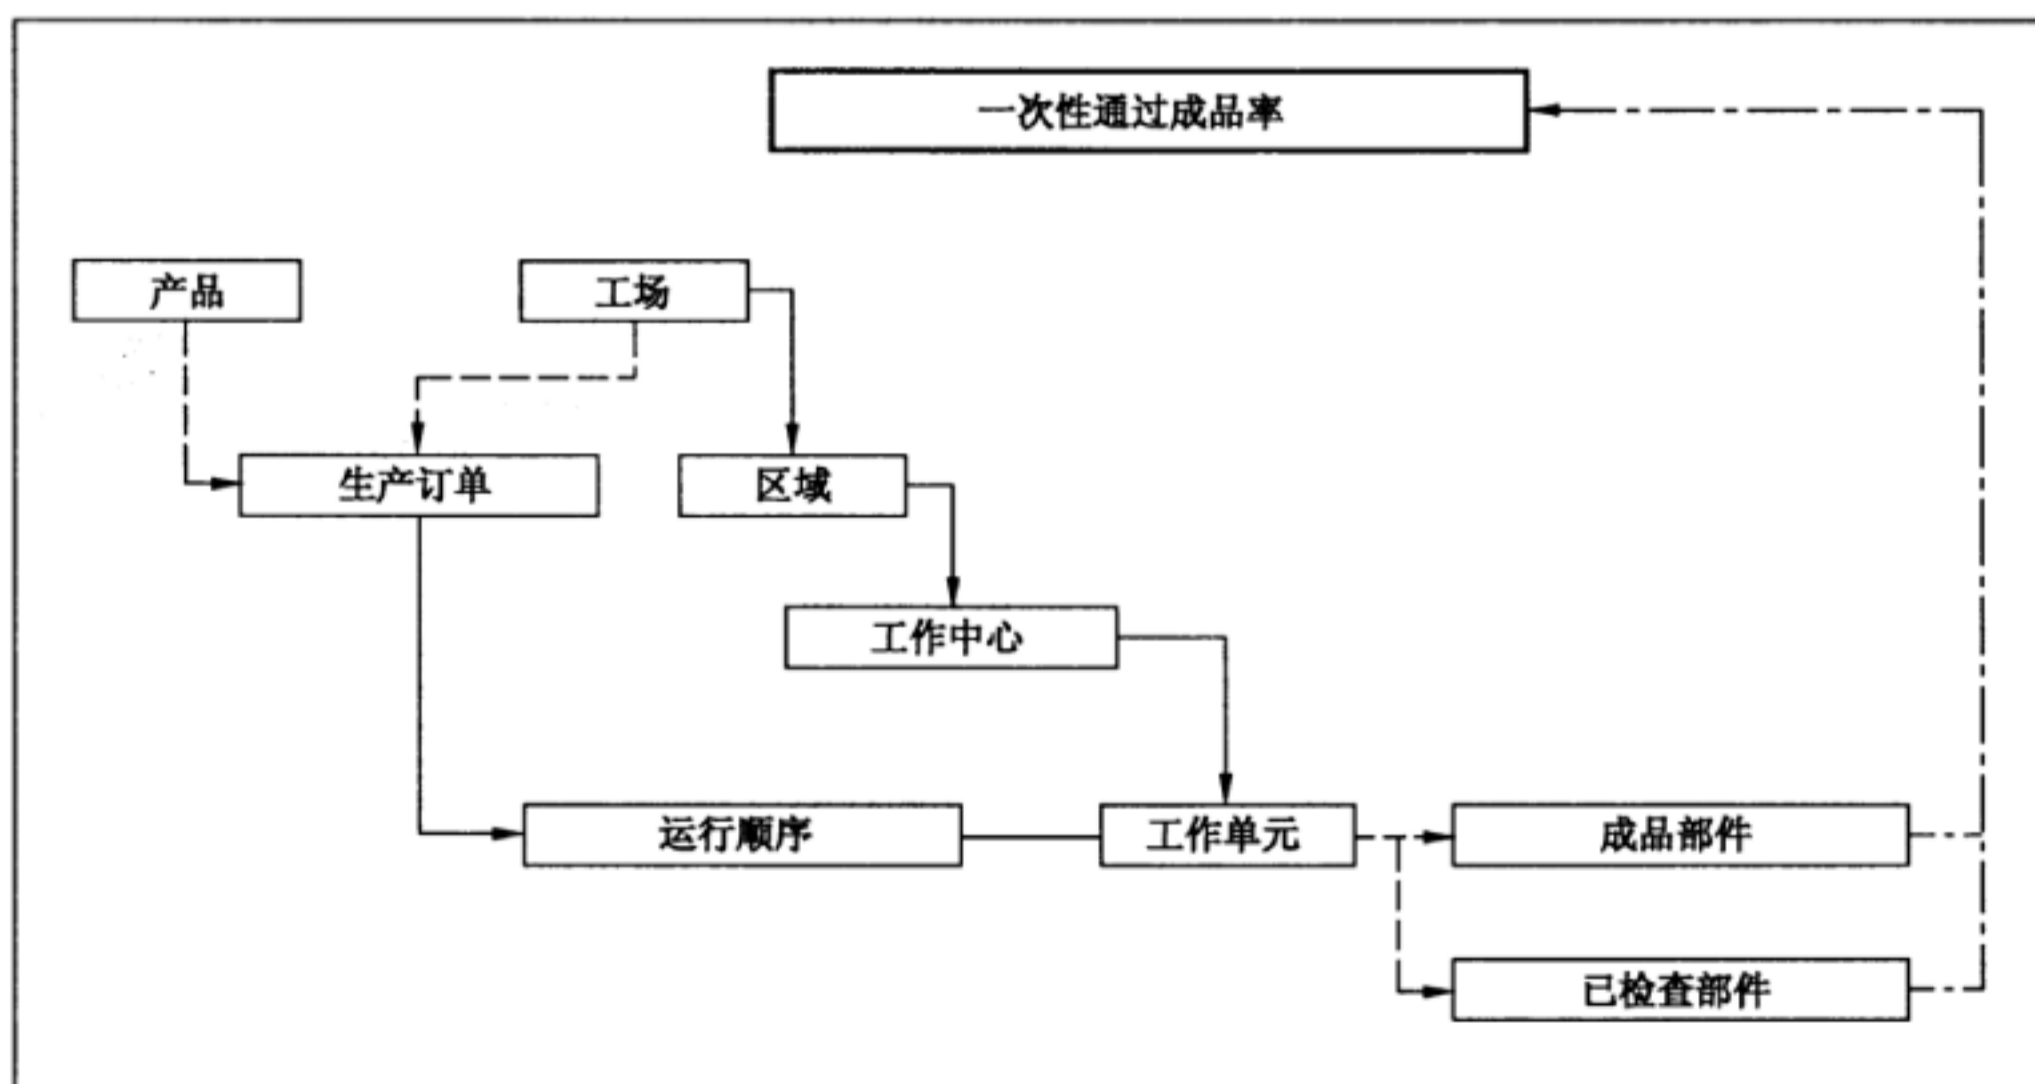 一次性通过成品率
产品
工场
生产订单
区域
工作中心
运行顺序
工作单元
成品部件
已检查部件